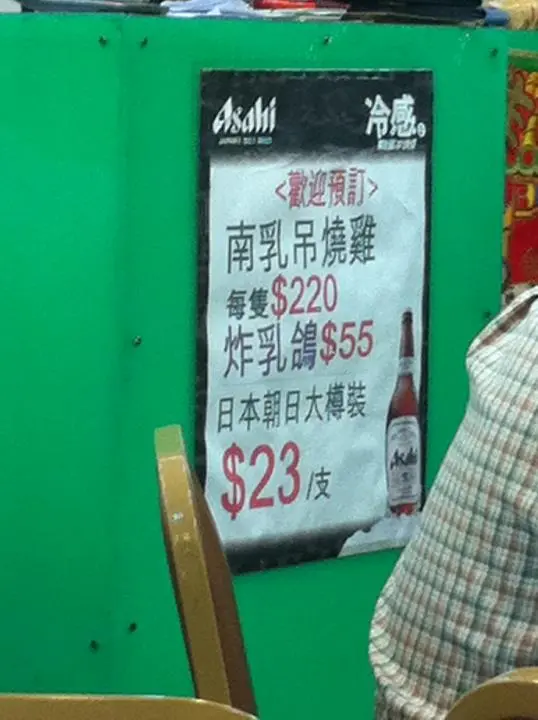 Asahi
冷感
<歡迎預訂>
南乳吊燒雞
每隻$220
炸乳鴿$55
日本朝日大樽裝
$23/支
Asahi